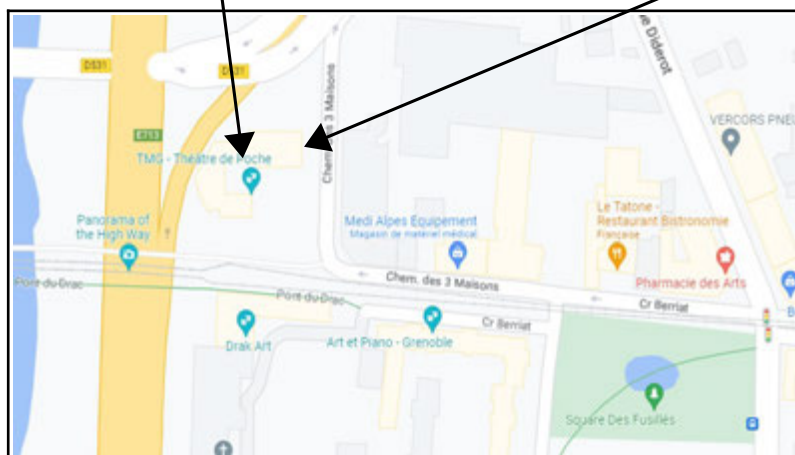 D531
D531
Chem. des 3 Maisons
Rue Diderot
VERCORS PNEU
E713
TMG - Théâtre de Poche
Panorama of
the High Way
Medi Alpes Équipement
Magasin de matériel médical
Le Tatone -
Restaurant Bistronomie
Française
Pharmacie des Arts
Pont du Drac
Chem. des 3 Maisons
Pont du Drac
Cr Berriat
B
Drak Art
Art et Piano - Grenoble
Cr Berriat
Square Des Fusillés